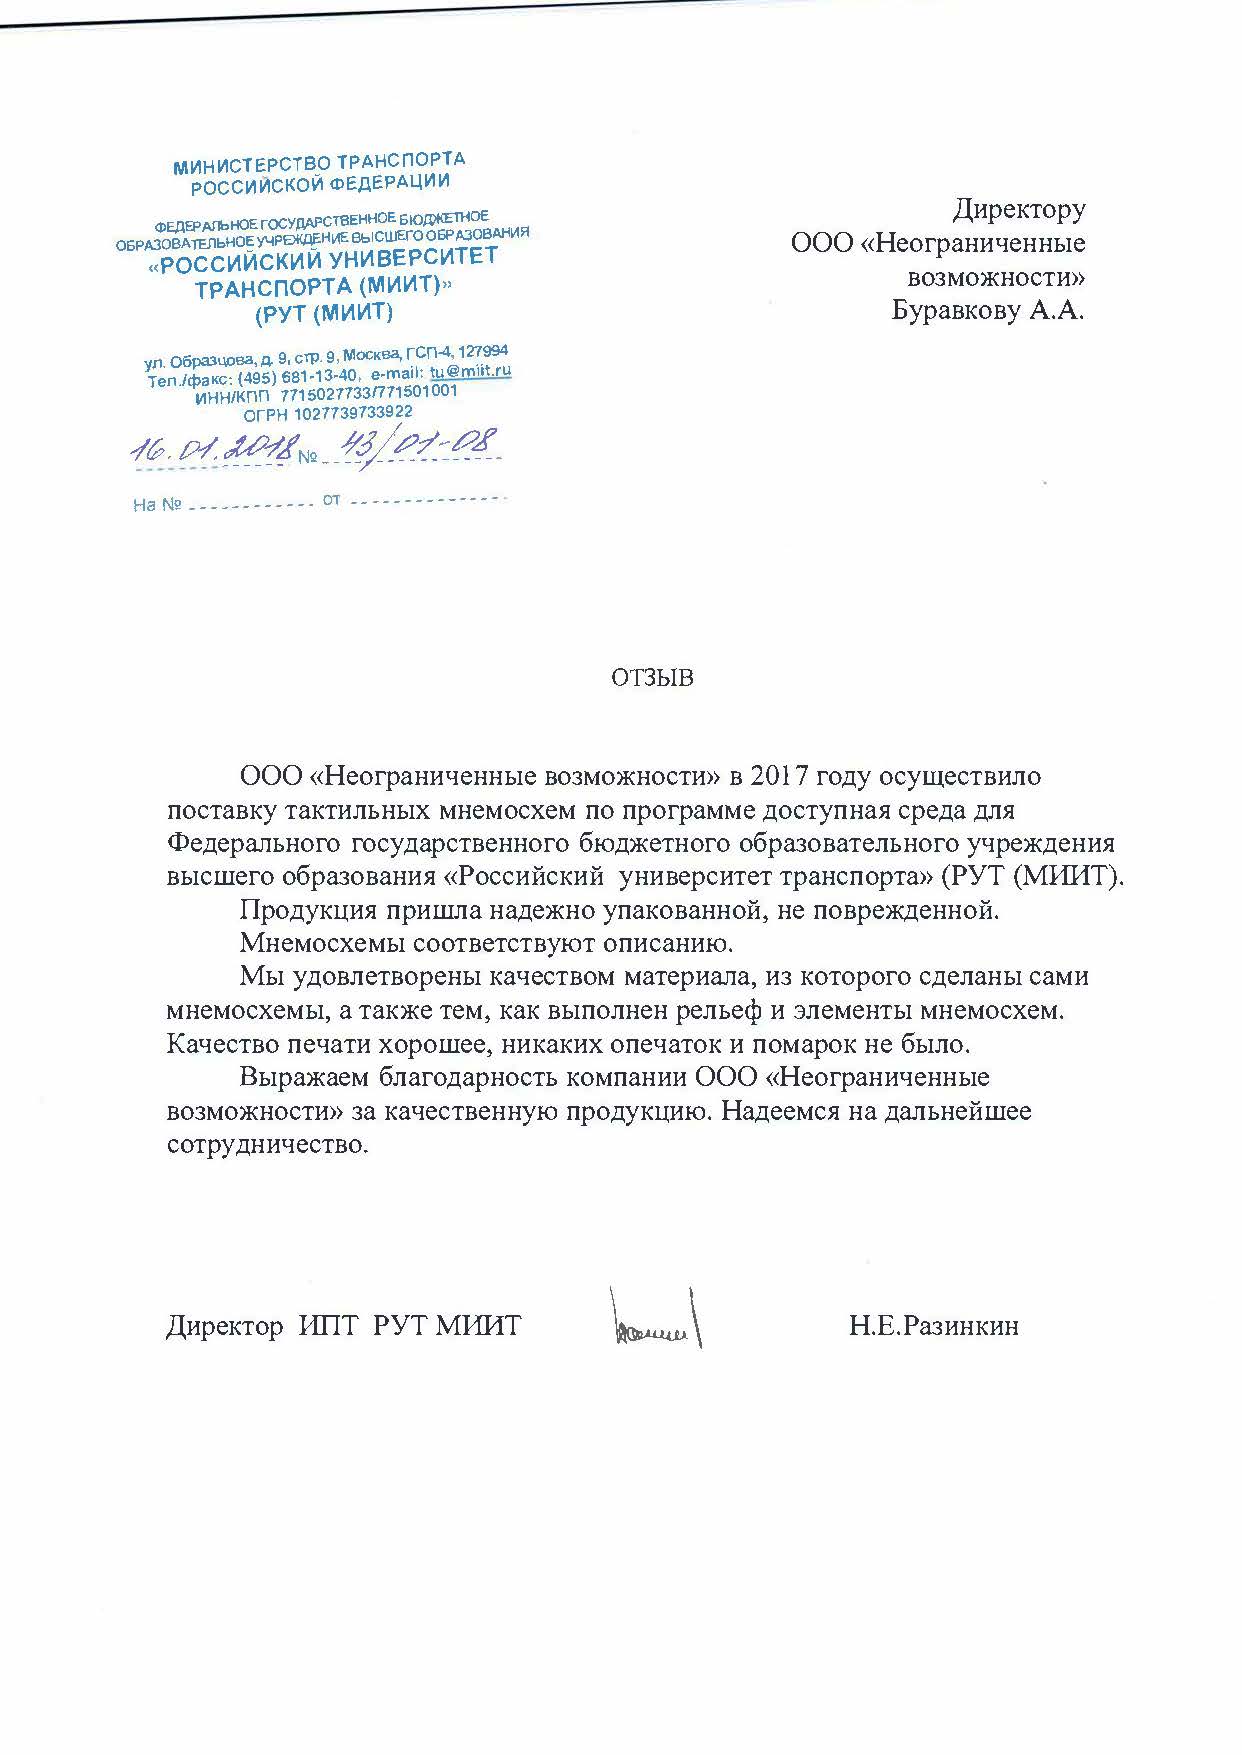 МИНИСТЕРСТВО ТРАНСПОРТА
РОССИЙСКОЙ ФЕДЕРАЦИИ
ФЕДЕРАЛЬНОЕ ГОСУДАРСТВЕННОЕ БЮДЖЕТНОЕ
ОБРАЗОВАТЕЛЬНОЕ УЧРЕЖДЕНИЕ ВЫСШЕГО ОБРАЗОВАНИЯ
«РОССИЙСКИЙ УНИВЕРСИТЕТ
ТРАНСПОРТА (МИИТ)»
(РУТ (МИИТ)
ул. Образцова, д. 9, стр. 9, Москва, ГСП-4, 127994
Тел./факс: (495) 681-13-40, e-mail: tu@miit.ru
ИНН/КПП 7715027733/771501001
ОГРН 1027739733922
16.01.2018 № 43/01-08
На № ------------- от ----------------
Директору
ООО «Неограниченные
возможности»
Буравкову А.А.
ОТЗЫВ
ООО «Неограниченные возможности» в 2017 году осуществило
поставку тактильных мнемосхем по программе доступная среда для
Федерального государственного бюджетного образовательного учреждения
высшего образования «Российский университет транспорта» (РУТ (МИИТ).
Продукция пришла надежно упакованной, не поврежденной.
Мнемосхемы соответствуют описанию.
Мы удовлетворены качеством материала, из которого сделаны сами
мнемосхемы, а также тем, как выполнен рельеф и элементы мнемосхем.
Качество печати хорошее, никаких опечаток и помарок не было.
Выражаем благодарность компании ООО «Неограниченные
возможности» за качественную продукцию. Надеемся на дальнейшее
сотрудничество.
Директор ИПТ РУТ МИИТ Н.Е.Разинкин